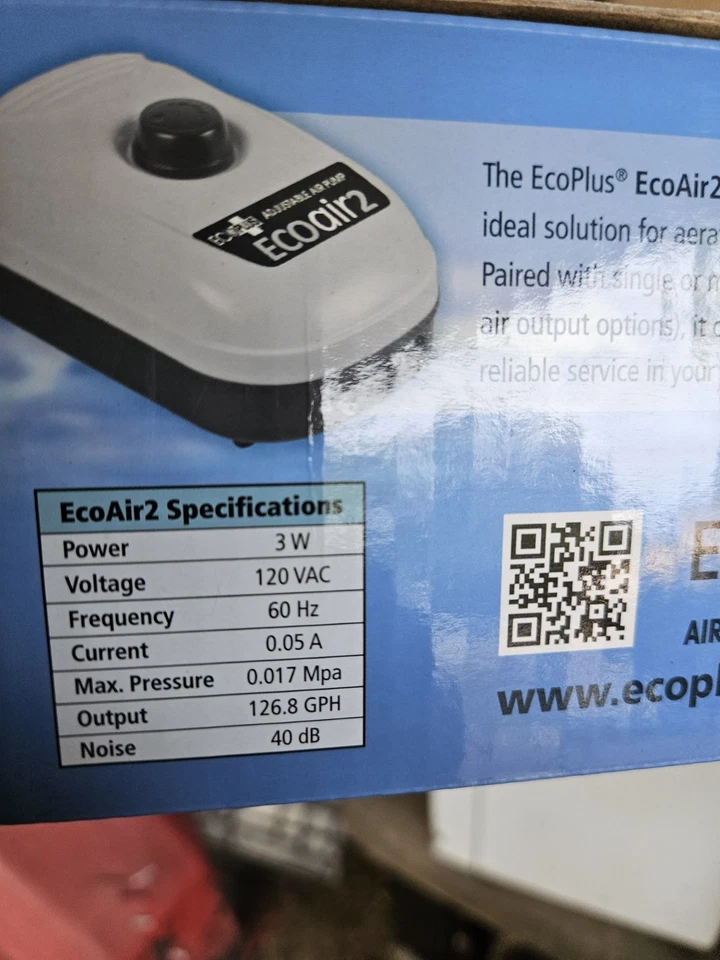 ECOPLUS ADJUSTABLE AIR PUMP
Ecoair2
The EcoPlus® EcoAir2
ideal solution for aera
Paired with single or
air output options), it
reliable service in your
EcoAir2 Specifications
Power 3 W
Voltage 120 VAC
Frequency 60 Hz
Current 0.05 A
Max. Pressure 0.017 Mpa
Output 126.8 GPH
Noise 40 dB
E
AIR
www.ecopl